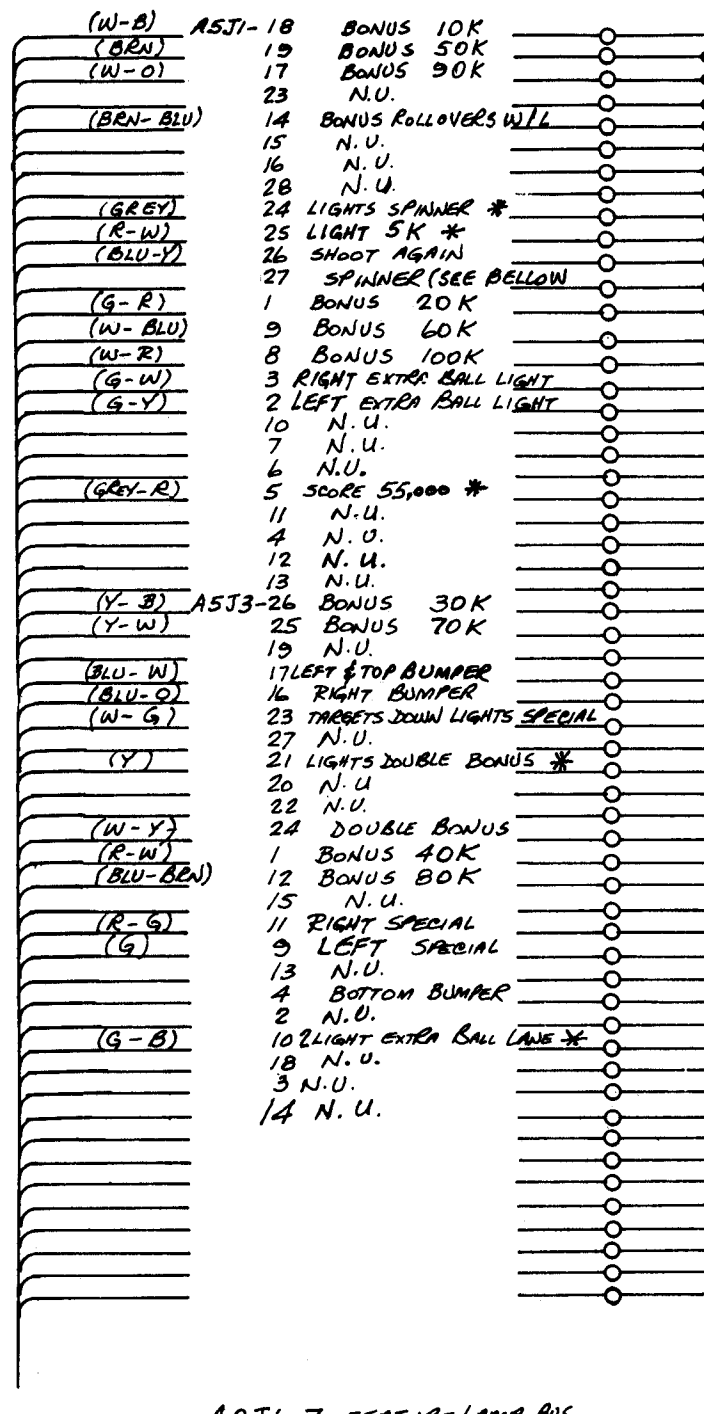 (W-B) A5J1-18 BONUS 10K
(BRN) 19 BONUS 50K
(W-O) 17 BONUS 90K
23 N.U.
(BRN-BLU) 14 BONUS ROLLOVERS W/L
15 N.U.
16 N.U.
28 N.U.
(GREY) 24 LIGHTS SPINNER *
(R-W) 25 LIGHT 5K *
(BLU-Y) 26 SHOOT AGAIN
27 SPINNER (SEE BELLOW
(G-R) 1 BONUS 20K
(W-BLU) 9 BONUS 60K
(W-R) 8 BONUS 100K
(G-W) 3 RIGHT EXTRA BALL LIGHT
(G-Y) 2 LEFT EXTRA BALL LIGHT
10 N.U.
7 N.U.
6 N.U.
(GREY-R) 5 SCORE 55,000 *
11 N.U.
4 N.U.
12 N.U.
13 N.U.
(Y-B) A5J3-26 BONUS 30K
(Y-W) 25 BONUS 70K
19 N.U.
(BLU-W) 17 LEFT & TOP BUMPER
(BLU-O) 16 RIGHT BUMPER
(W-G) 23 TARGETS DOWN LIGHTS SPECIAL
27 N.U.
(Y) 21 LIGHTS DOUBLE BONUS *
20 N.U
22 N.U.
(W-Y) 24 DOUBLE BONUS
(R-W) 1 BONUS 40K
(BLU-BRN) 12 BONUS 80K
15 N.U.
(R-G) 11 RIGHT SPECIAL
(G) 9 LEFT SPECIAL
13 N.U.
4 BOTTOM BUMPER
2 N.U.
(G-B) 10 2LIGHT EXTRA BALL LANE *
18 N.U.
3 N.U.
14 N.U.
FEATURE LAMP BUS